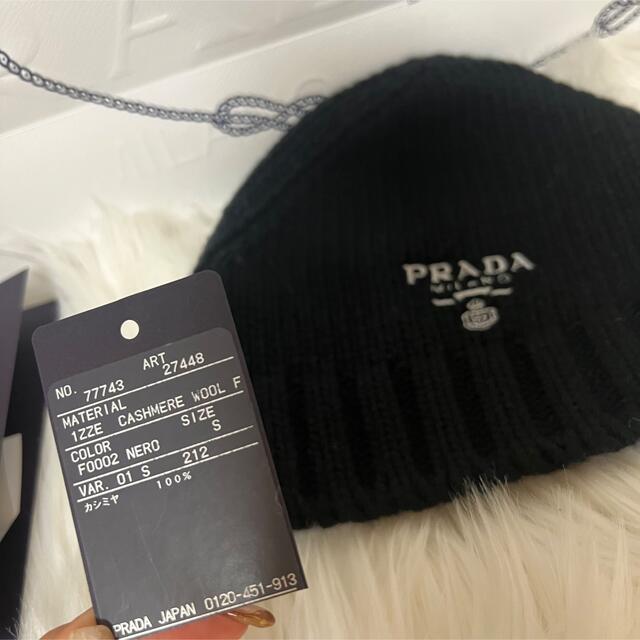 PRADA
MILANO
NO. 77743 ART 27448
MATERIAL
1ZZE CASHMERE WOOL F
COLOR SIZE
F0002 NERO S
VAR. 01 S 212
カシミヤ 100%
PRADA JAPAN 0120-451-913